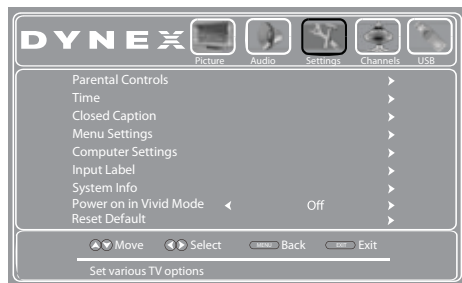 DYNEX
Picture Audio Settings Channels USB
Parental Controls
Time
Closed Caption
Menu Settings
Computer Settings
Input Label
System Info
Power on in Vivid Mode Off
Reset Default
Move Select MENU Back EXIT Exit
Set various TV options